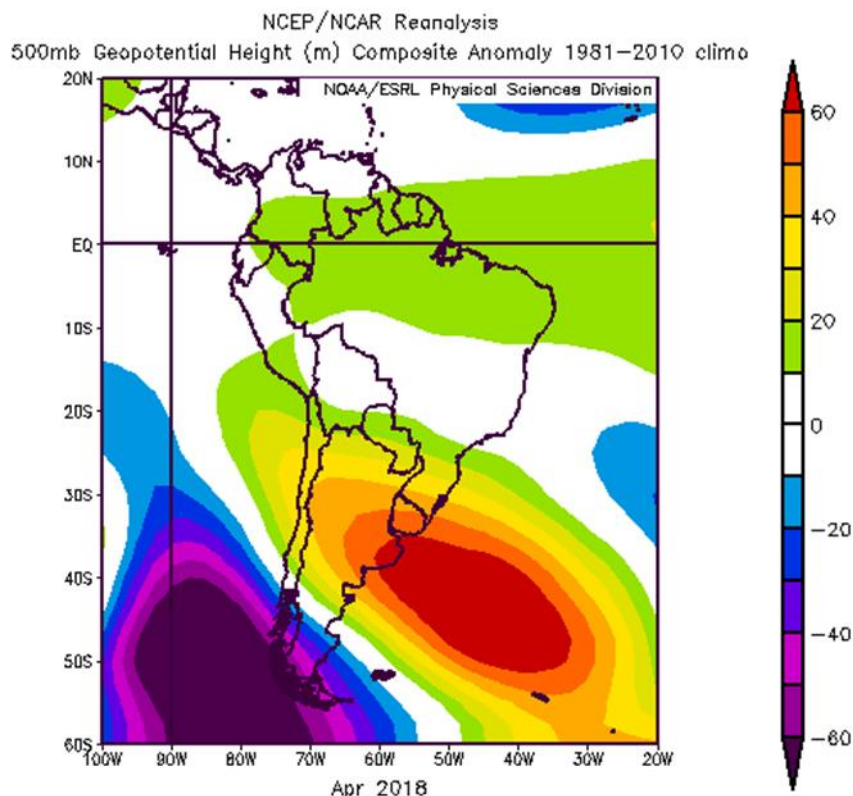 NCEP/NCAR Reanalysis
500mb Geopotential Height (m) Composite Anomaly 1981-2010 climo
NOAA/ESRL Physical Sciences Division
20N
10N
EQ
10S
20S
30S
40S
50S
60S
100W 90W 80W 70W 60W 50W 40W 30W 20W
Apr 2018
60
40
20
0
-20
-40
-60